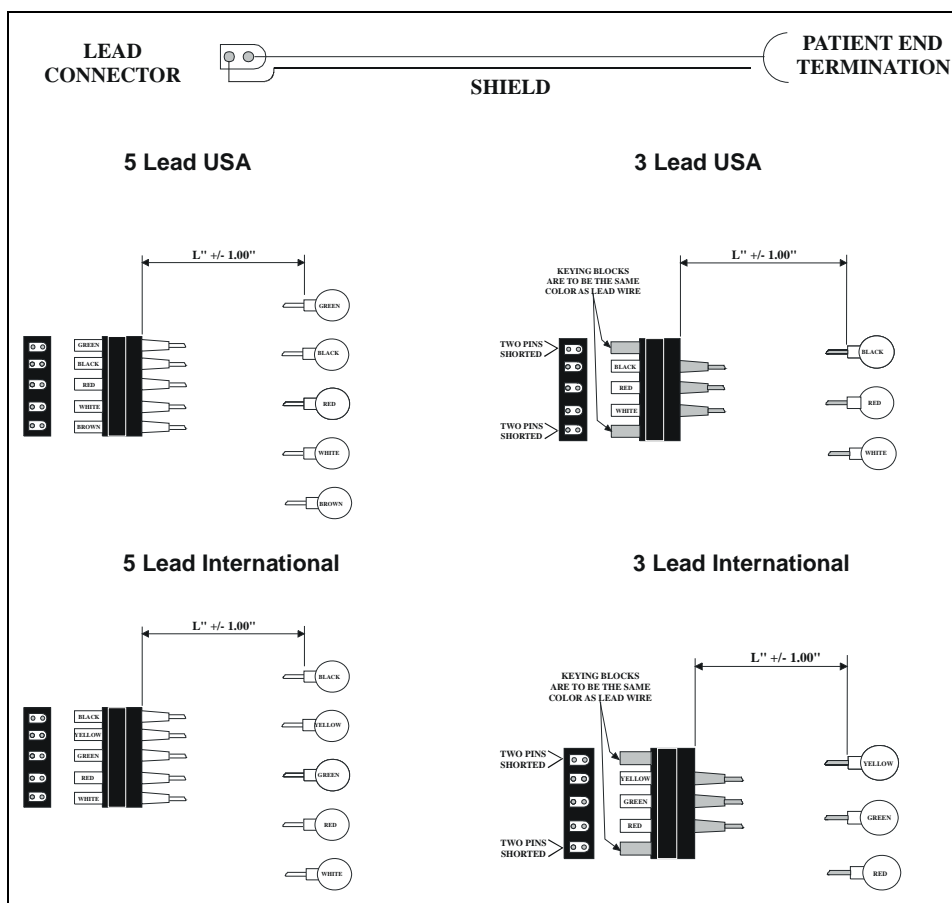 LEAD
CONNECTOR
PATIENT END
TERMINATION
SHIELD
5 Lead USA
L" +/- 1.00"
GREEN
BLACK
RED
WHITE
BROWN
GREEN
BLACK
RED
WHITE
BROWN
3 Lead USA
L" +/- 1.00"
KEYING BLOCKS
ARE TO BE THE SAME
COLOR AS LEAD WIRE
TWO PINS
SHORTED
BLACK
RED
WHITE
TWO PINS
SHORTED
BLACK
RED
WHITE
5 Lead International
L" +/- 1.00"
BLACK
YELLOW
GREEN
RED
WHITE
BLACK
YELLOW
GREEN
RED
WHITE
3 Lead International
L" +/- 1.00"
KEYING BLOCKS
ARE TO BE THE SAME
COLOR AS LEAD WIRE
TWO PINS
SHORTED
YELLOW
GREEN
RED
TWO PINS
SHORTED
YELLOW
GREEN
RED